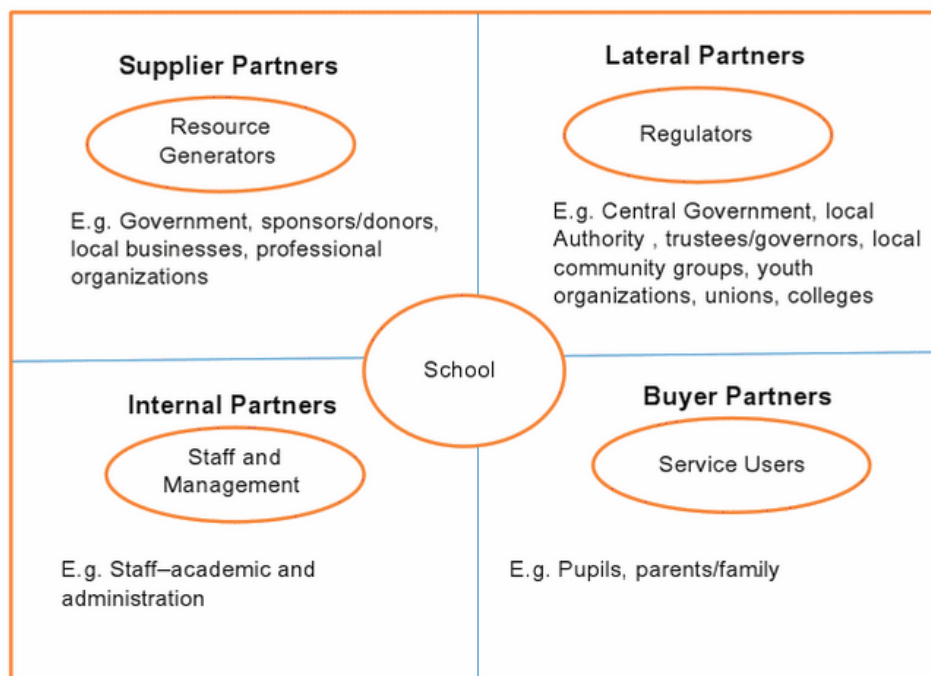 Supplier Partners
Resource
Generators
E.g. Government, sponsors/donors,
local businesses, professional
organizations
Lateral Partners
Regulators
E.g. Central Government, local
Authority , trustees/governors, local
community groups, youth
organizations, unions, colleges
School
Internal Partners
Staff and
Management
E.g. Staff–academic and
administration
Buyer Partners
Service Users
E.g. Pupils, parents/family